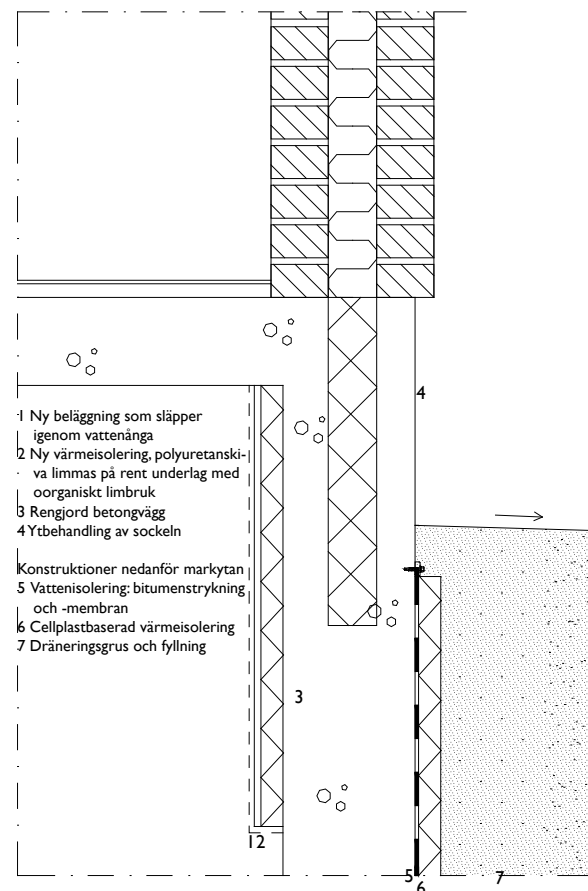 1 Ny beläggning som släpper
igenom vattenånga
2 Ny värmeisolering, polyuretanski-
va limmas på rent underlag med
oorganiskt limbruk
3 Rengjord betongvägg
4 Ytbehandling av sockeln
Konstruktioner nedanför markytan
5 Vattenisolering: bitumenstrykning
och -membran
6 Cellplastbaserad värmeisolering
7 Dräneringsgrus och fyllning
4
3
12
5
6
7